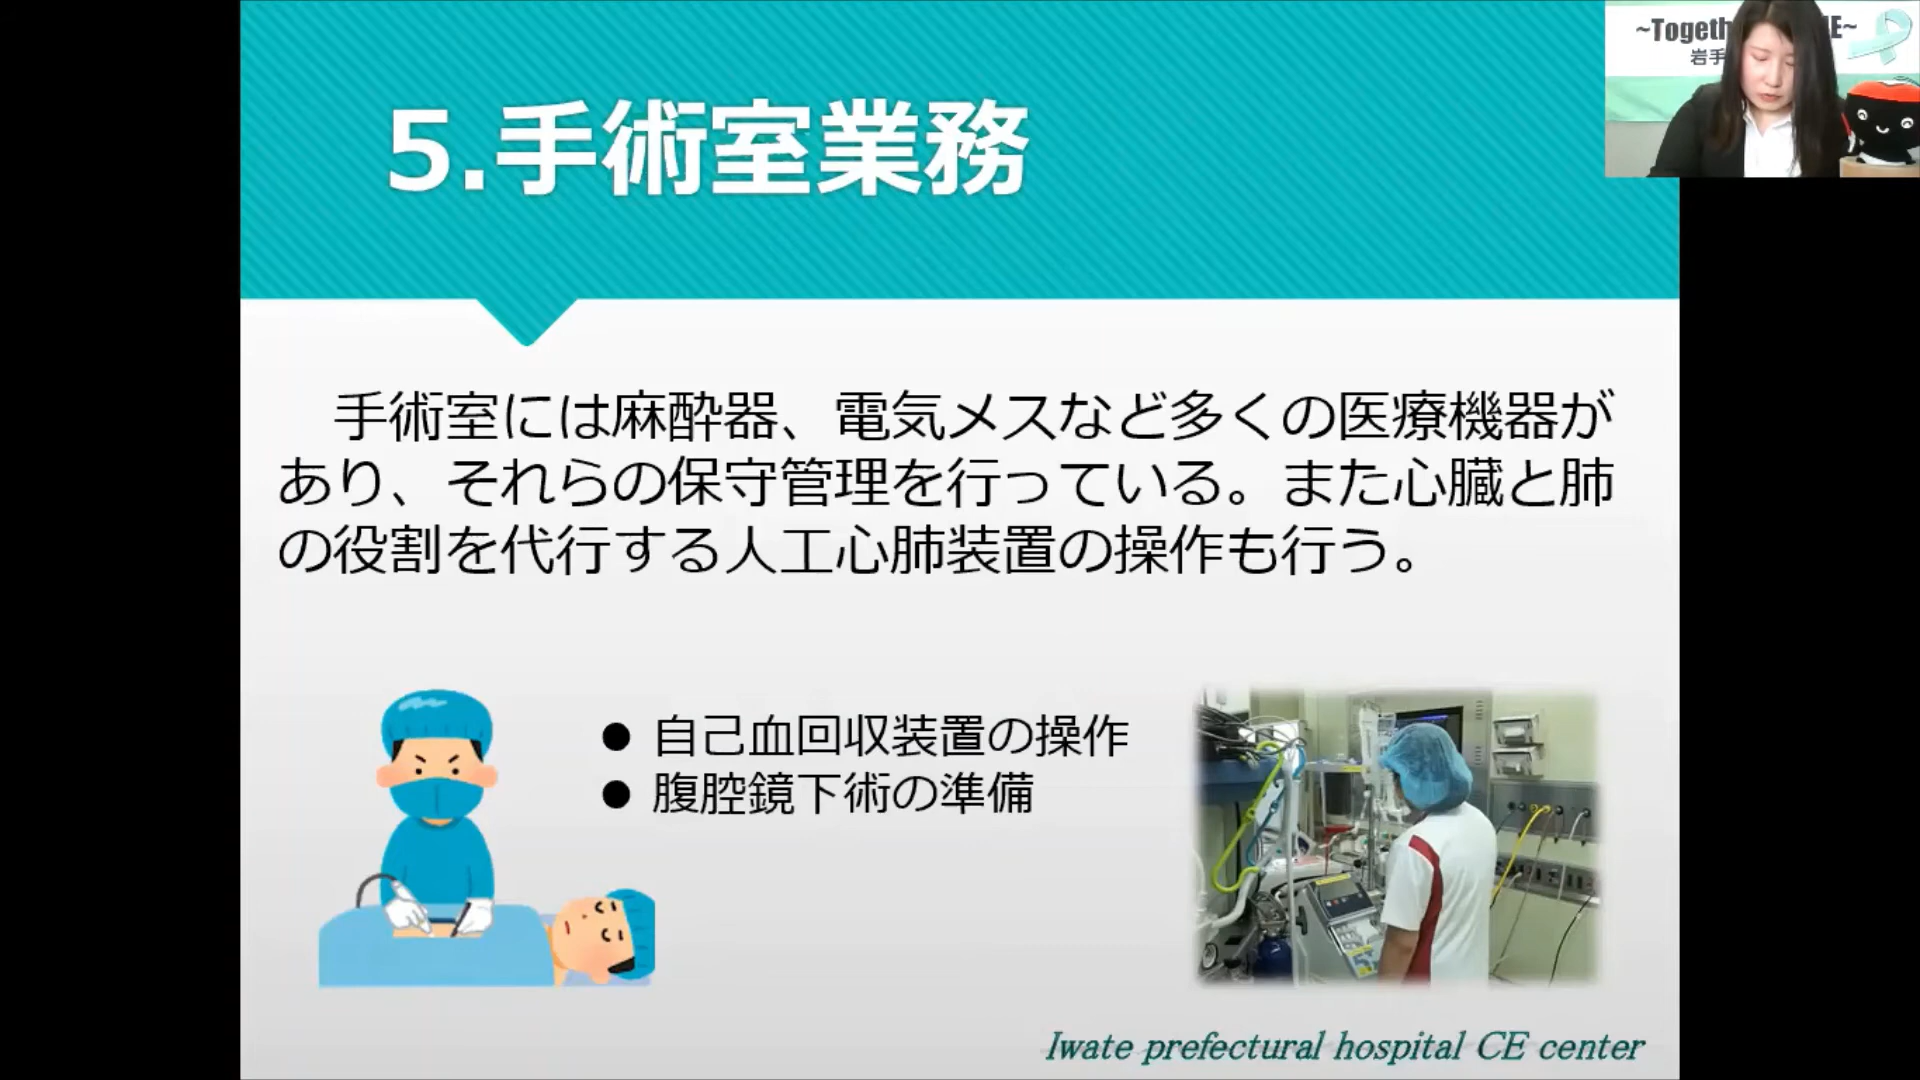 5.手術室業務
~Togeth
E~
岩手
手術室には麻酔器、電気メスなど多くの医療機器が
あり、それらの保守管理を行っている。また心臓と肺
の役割を代行する人工心肺装置の操作も行う。
● 自己血回収装置の操作
● 腹腔鏡下術の準備
Iwate prefectural hospital CE center